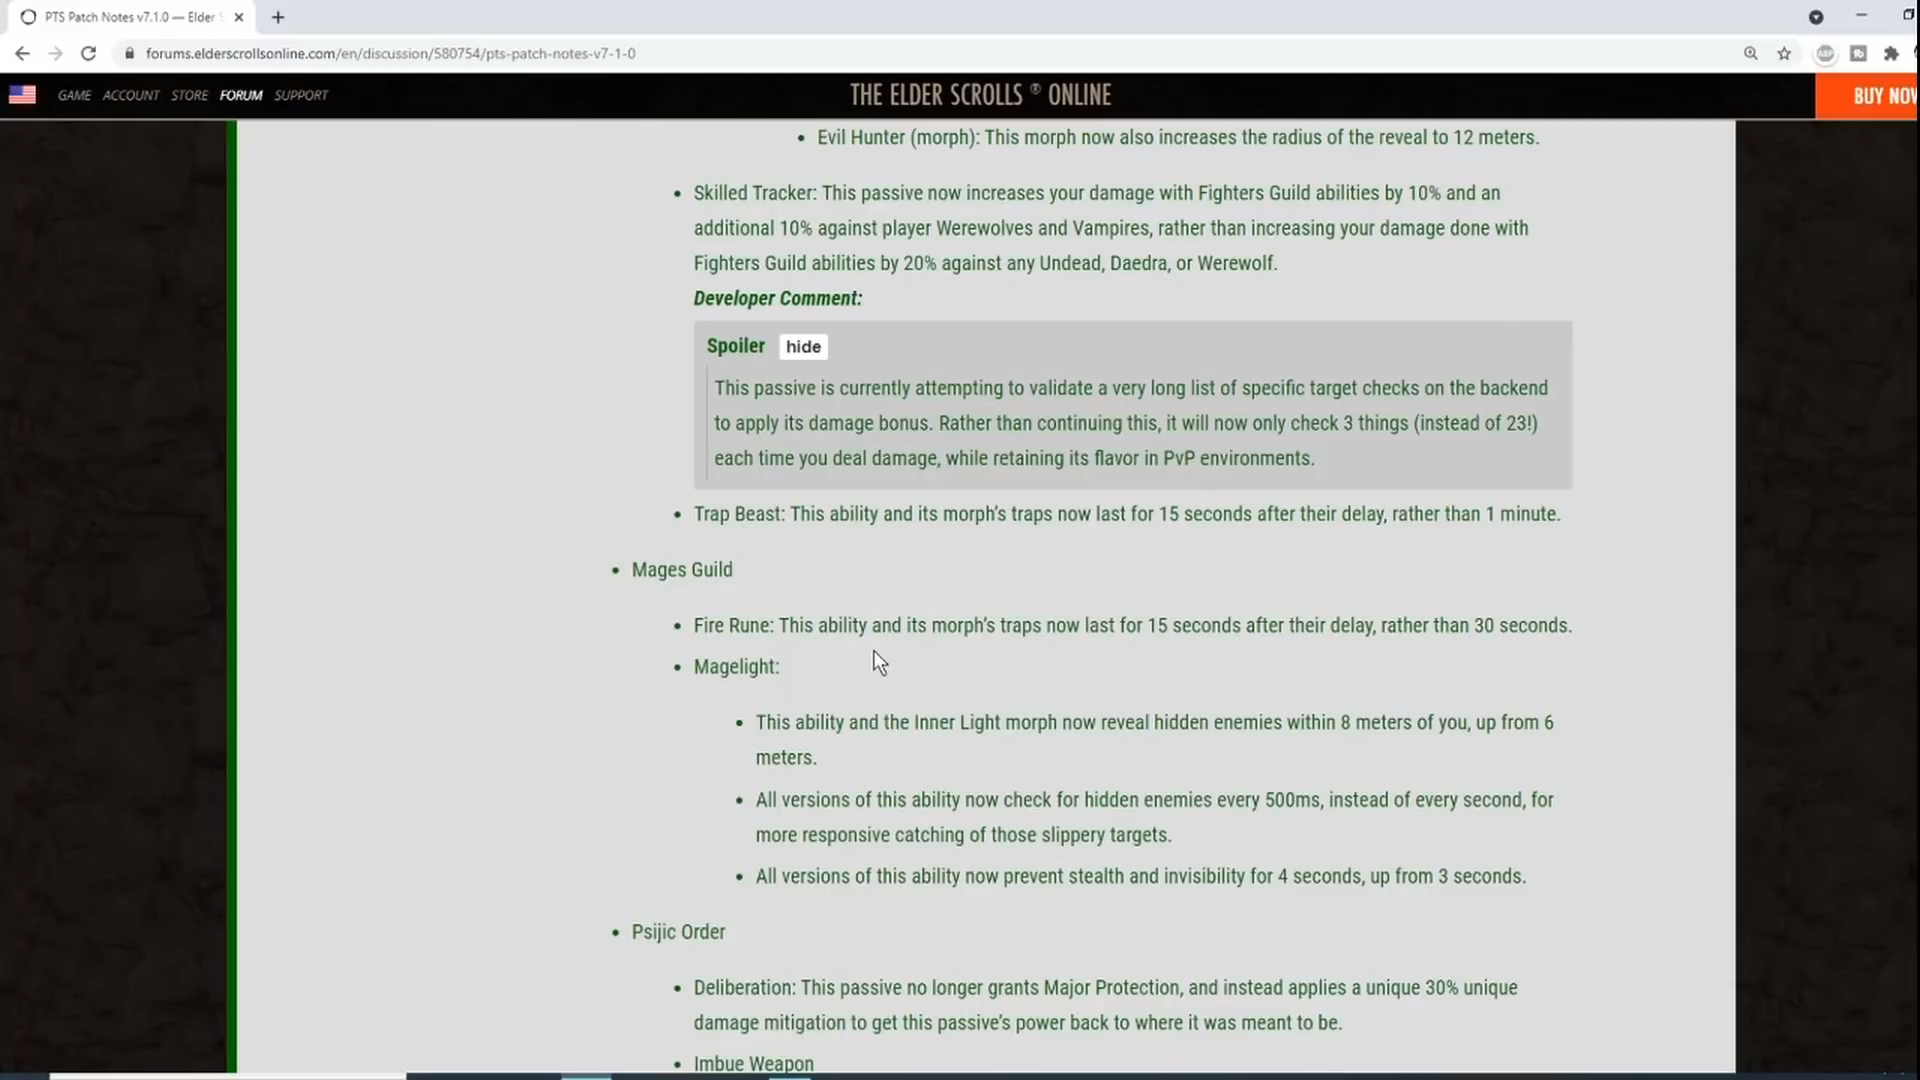 PTS Patch Notes v7.1.0 — Elder
forums.elderscrollsonline.com/en/discussion/580754/pts-patch-notes-v7-1-0
GAME ACCOUNT STORE FORUM SUPPORT
THE ELDER SCROLLS ® ONLINE
BUY NOW
• Evil Hunter (morph): This morph now also increases the radius of the reveal to 12 meters.
• Skilled Tracker: This passive now increases your damage with Fighters Guild abilities by 10% and an
additional 10% against player Werewolves and Vampires, rather than increasing your damage done with
Fighters Guild abilities by 20% against any Undead, Daedra, or Werewolf.
Developer Comment:
Spoiler hide
This passive is currently attempting to validate a very long list of specific target checks on the backend
to apply its damage bonus. Rather than continuing this, it will now only check 3 things (instead of 23!)
each time you deal damage, while retaining its flavor in PvP environments.
• Trap Beast: This ability and its morph's traps now last for 15 seconds after their delay, rather than 1 minute.
• Mages Guild
• Fire Rune: This ability and its morph's traps now last for 15 seconds after their delay, rather than 30 seconds.
• Magelight:
• This ability and the Inner Light morph now reveal hidden enemies within 8 meters of you, up from 6
meters.
• All versions of this ability now check for hidden enemies every 500ms, instead of every second, for
more responsive catching of those slippery targets.
• All versions of this ability now prevent stealth and invisibility for 4 seconds, up from 3 seconds.
• Psijic Order
• Deliberation: This passive no longer grants Major Protection, and instead applies a unique 30% unique
damage mitigation to get this passive's power back to where it was meant to be.
• Imbue Weapon